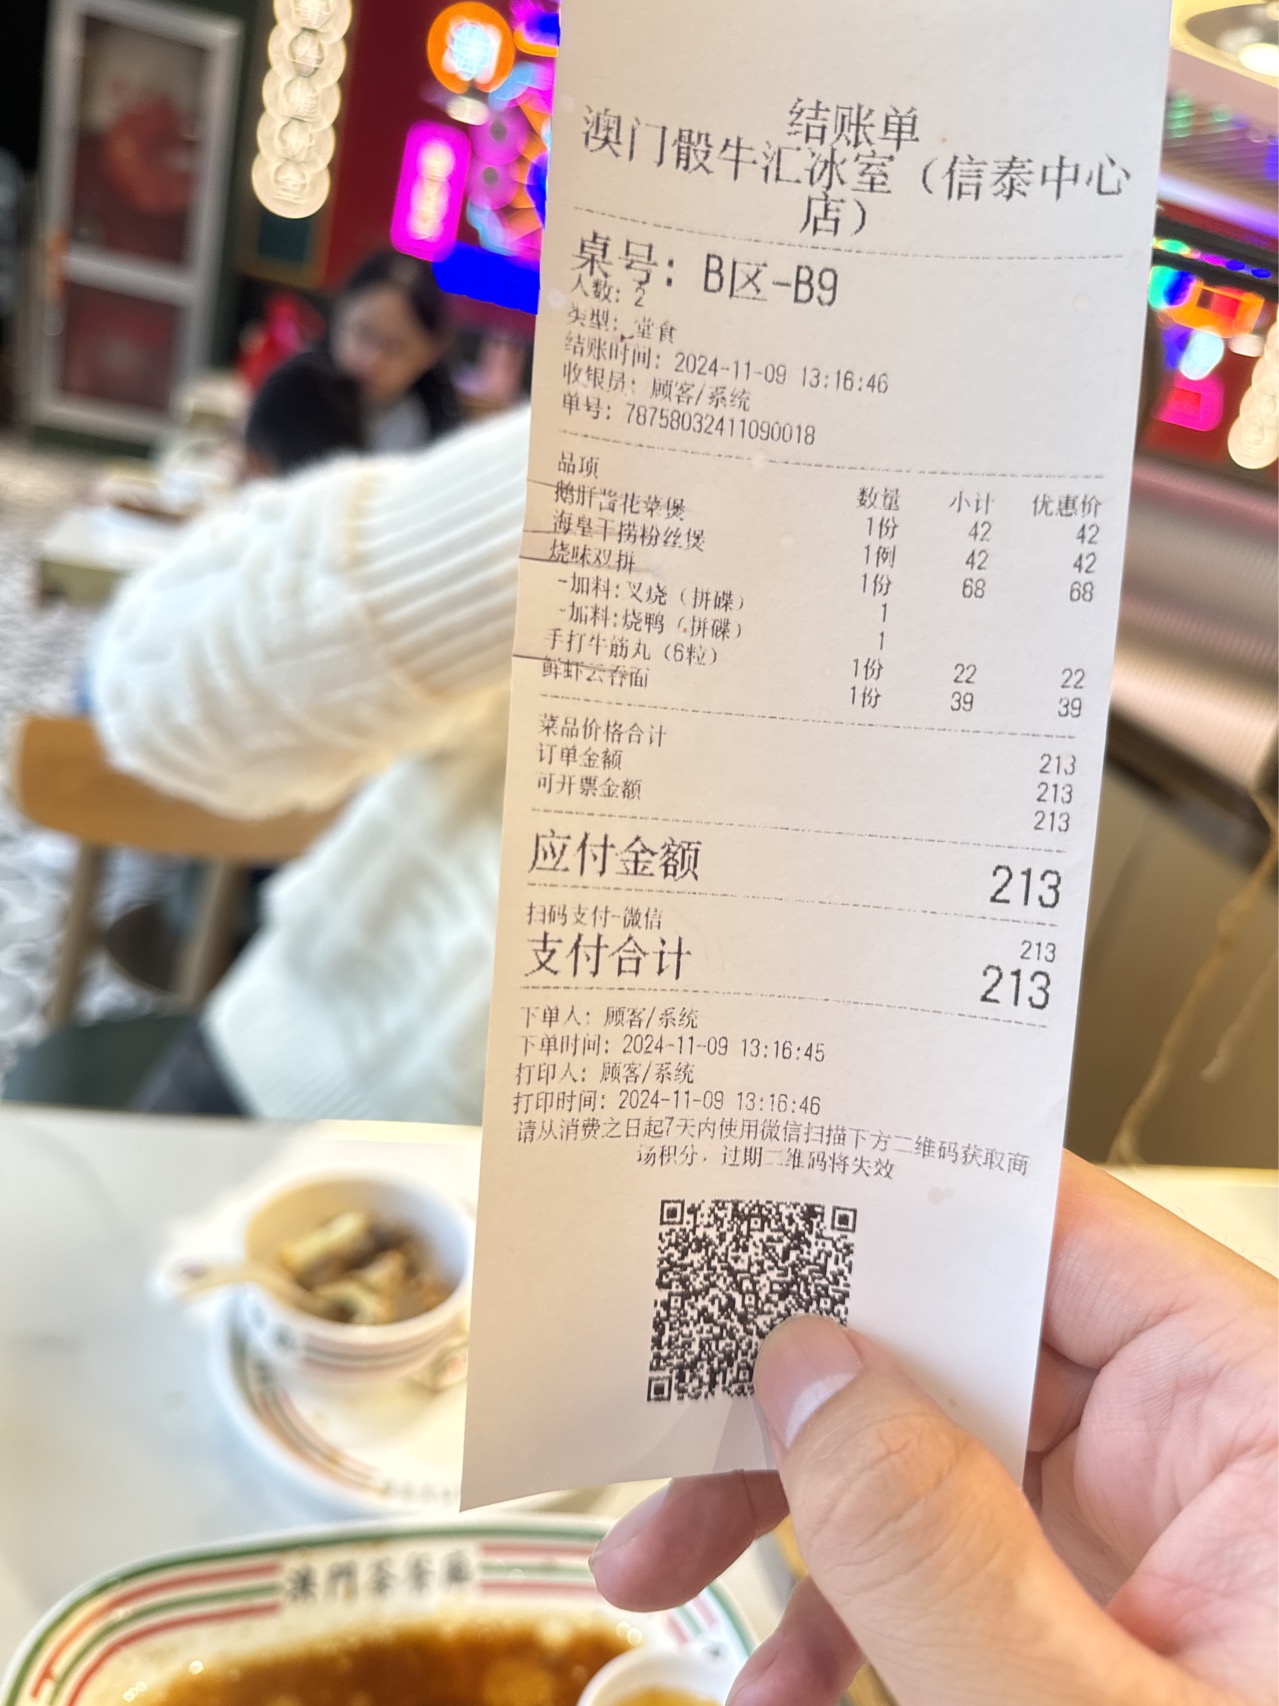 结账单
澳门骰牛汇冰室（信泰中心
店）
桌号：B区-B9
人数：2
类型：堂食
结账时间：2024-11-09 13:16:46
收银员：顾客/系统
单号：78758032411090018
品项 数量 小计 优惠价
鹅肝酱花菜煲 1份 42 42
海皇干捞粉丝煲 1例 42 42
烧味双拼 1份 68 68
-加料:叉烧（拼碟） 1
-加料:烧鸭（拼碟） 1
手打牛筋丸（6粒） 1份 22 22
鲜虾云吞面 1份 39 39
菜品价格合计 213
订单金额 213
可开票金额 213
应付金额 213
扫码支付-微信 213
支付合计 213
下单人：顾客/系统
下单时间：2024-11-09 13:16:45
打印人：顾客/系统
打印时间：2024-11-09 13:16:46
请从消费之日起7天内使用微信扫描下方二维码获取商
场积分，过期二维码将失效